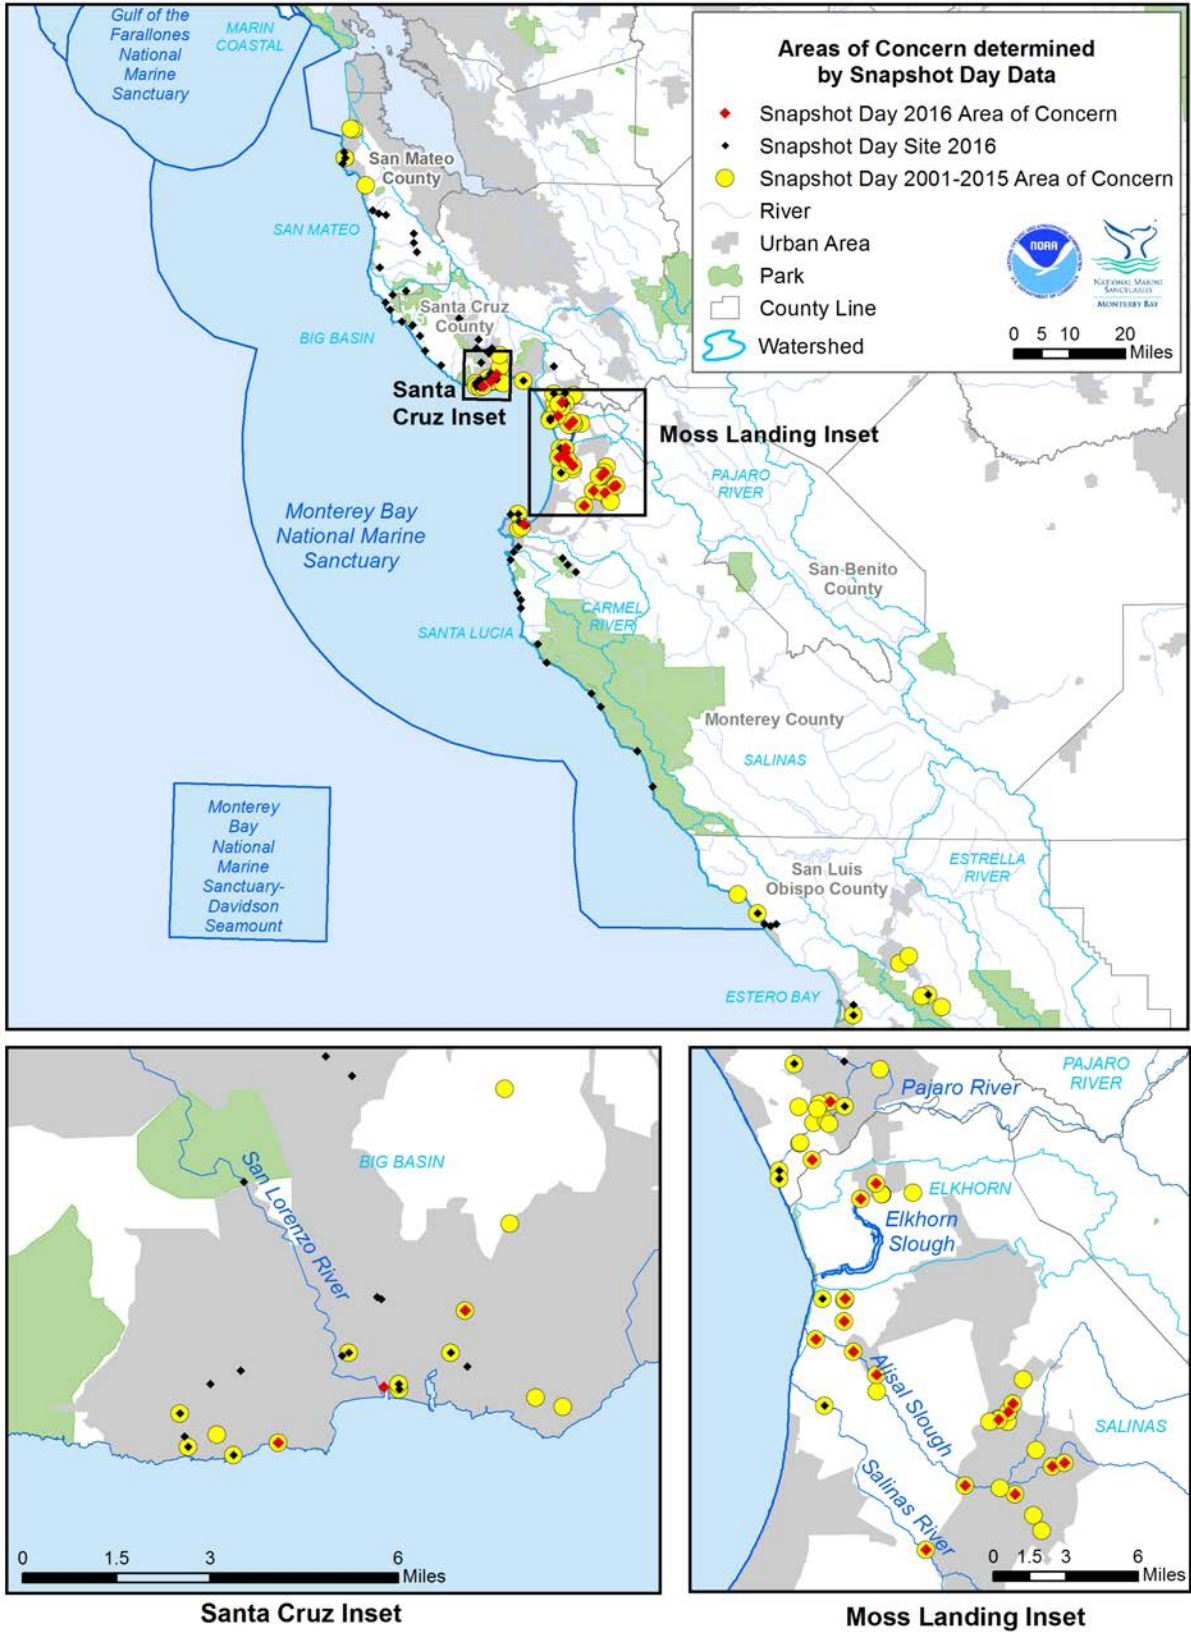 Gulf of the
Farallones
National
Marine
Sanctuary
MARIN
COASTAL
Areas of Concern determined
by Snapshot Day Data
Snapshot Day 2016 Area of Concern
Snapshot Day Site 2016
Snapshot Day 2001-2015 Area of Concern
River
Urban Area
Park
County Line
Watershed
NOAA
NATIONAL MARINE
SANCTUARIES
MONTEREY BAY
0 5 10 20
Miles
San Mateo
County
SAN MATEO
Santa Cruz
County
BIG BASIN
Santa
Cruz Inset
Moss Landing Inset
PAJARO
RIVER
Monterey Bay
National Marine
Sanctuary
San Benito
County
CARMEL
RIVER
SANTA LUCIA
Monterey County
SALINAS
Monterey
Bay
National
Marine
Sanctuary-
Davidson
Seamount
San Luis
Obispo County
ESTRELLA
RIVER
ESTERO BAY
BIG BASIN
San Lorenzo River
0 1.5 3 6
Miles
Santa Cruz Inset
PAJARO
RIVER
Pajaro River
ELKHORN
Elkhorn
Slough
Alisal Slough
SALINAS
Salinas River
0 1.5 3 6
Miles
Moss Landing Inset